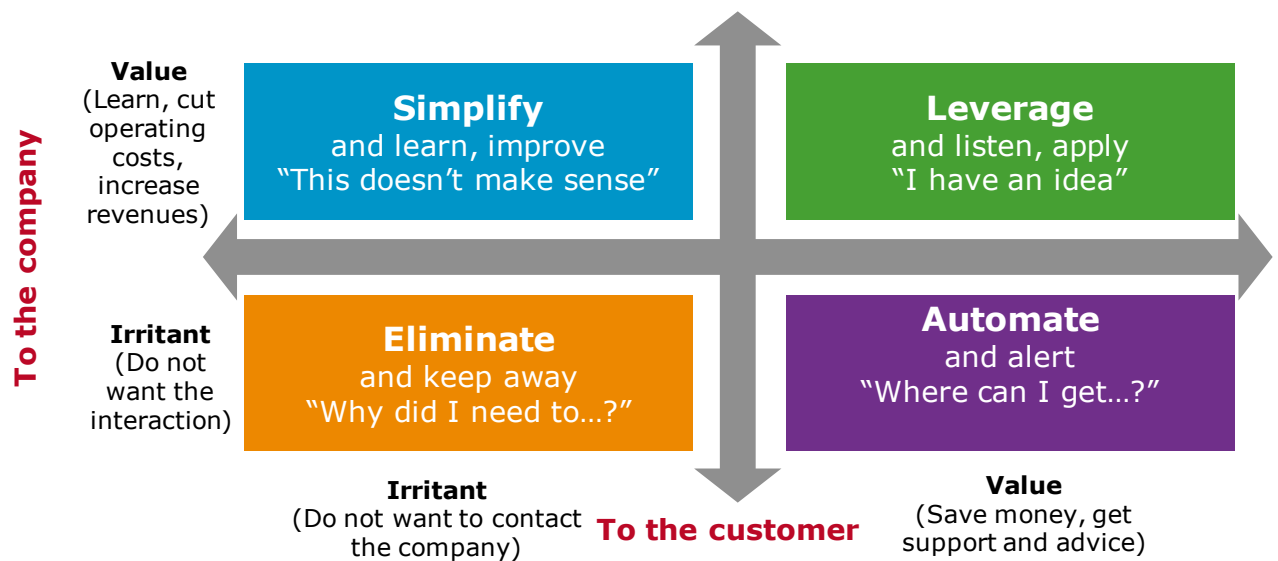 To the company
Value
(Learn, cut
operating
costs,
increase
revenues)
Simplify
and learn, improve
“This doesn’t make sense”
Leverage
and listen, apply
“I have an idea”
Irritant
(Do not
want the
interaction)
Eliminate
and keep away
“Why did I need to…?”
Automate
and alert
“Where can I get…?”
Irritant
(Do not want to contact
the company)
To the customer
Value
(Save money, get
support and advice)